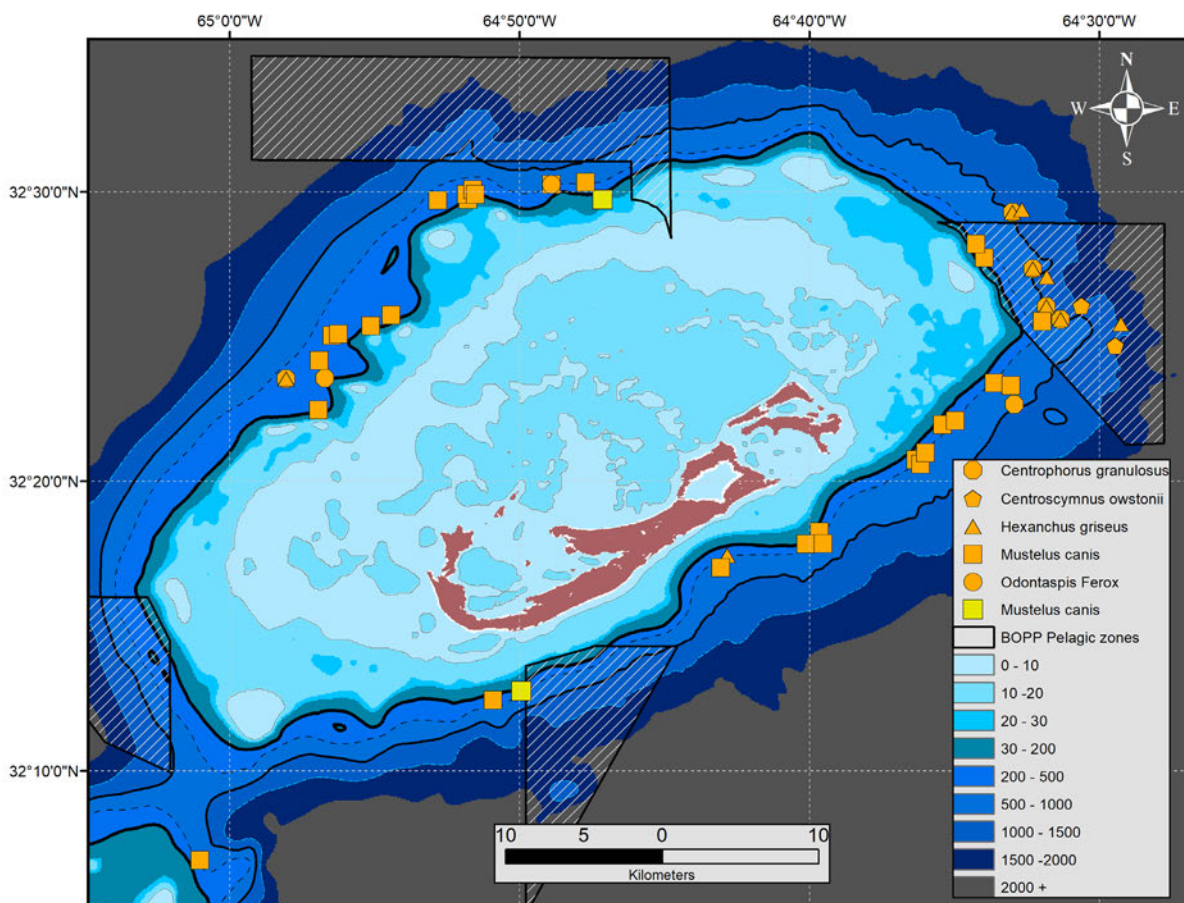 65°0'0"W 64°50'0"W 64°40'0"W 64°30'0"W
N
W E
S
32°30'0"N
32°20'0"N
32°10'0"N
Centrophorus granulosus
Centroscymnus owstonii
Hexanchus griseus
Mustelus canis
Odontaspis Ferox
Mustelus canis
BOPP Pelagic zones
0 - 10
10 -20
20 - 30
30 - 200
200 - 500
500 - 1000
1000 - 1500
1500 -2000
2000 +
10 5 0 10
Kilometers